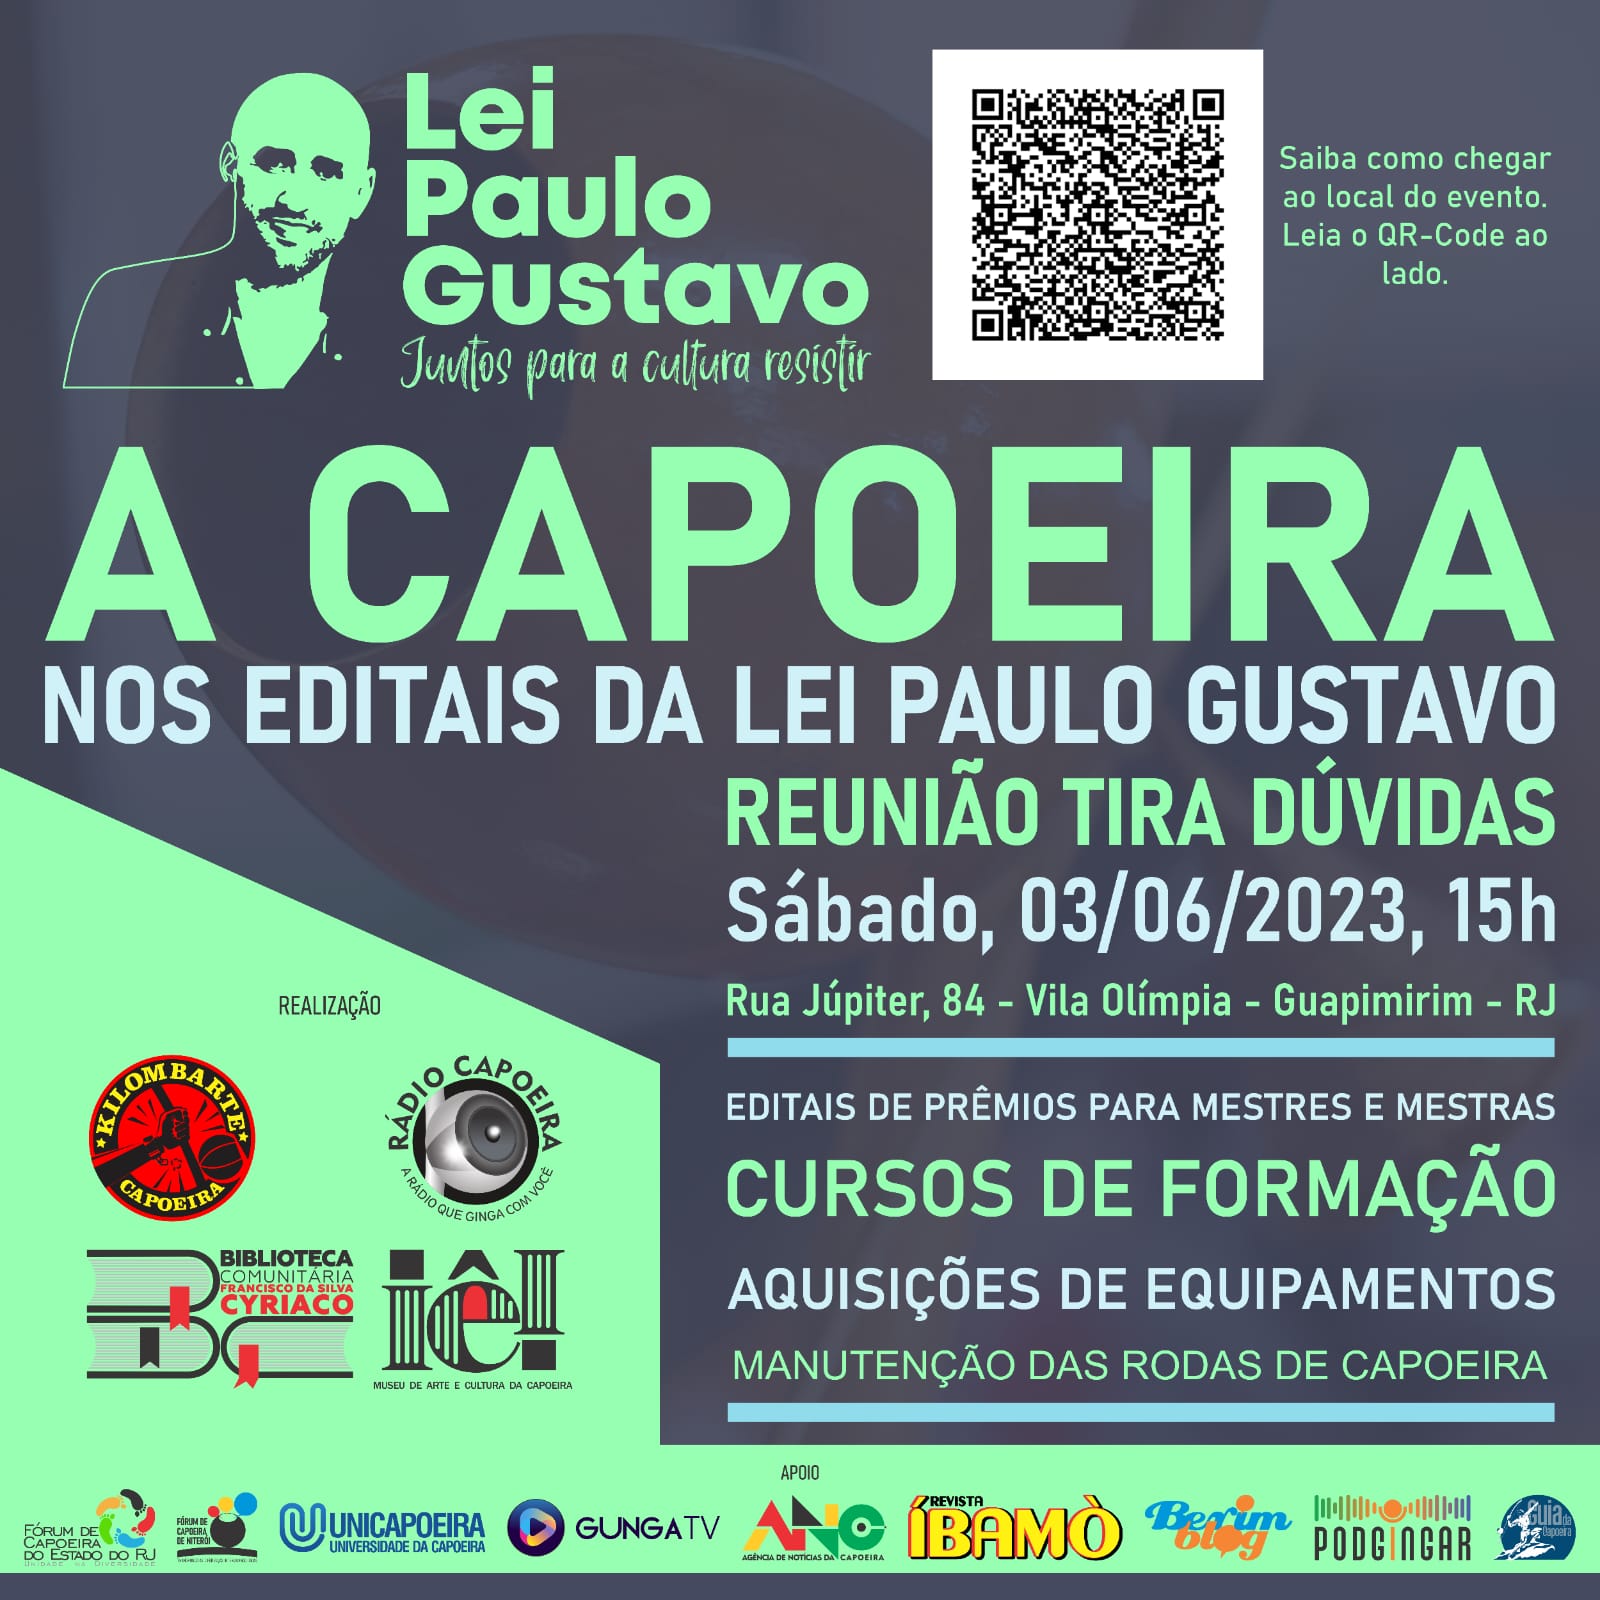 Lei
Paulo
Gustavo
Juntos para a cultura resistir
Saiba como chegar
ao local do evento.
Leia o QR-Code ao
lado.
A CAPOEIRA
NOS EDITAIS DA LEI PAULO GUSTAVO
REUNIÃO TIRA DÚVIDAS
Sábado, 03/06/2023, 15h
Rua Júpiter, 84 - Vila Olímpia - Guapimirim - RJ
EDITAIS DE PRÊMIOS PARA MESTRES E MESTRAS
CURSOS DE FORMAÇÃO
AQUISIÇÕES DE EQUIPAMENTOS
MANUTENÇÃO DAS RODAS DE CAPOEIRA
REALIZAÇÃO
KILOMBARTE
CAPOEIRA
RÁDIO CAPOEIRA
A RÁDIO QUE GINGA COM VOCÊ
BIBLIOTECA
COMUNITÁRIA
FRANCISCO DA SILVA
CYRIACO
iê!
MUSEU DE ARTE E CULTURA DA CAPOEIRA
APOIO
FÓRUM DE
CAPOEIRA
DO ESTADO DO RJ
UNIDADE NA DIVERSIDADE
FÓRUM DE
CAPOEIRA
DE NITERÓI
UNICAPOEIRA
UNIVERSIDADE DA CAPOEIRA
GUNGATV
ANC
AGÊNCIA DE NOTÍCIAS DA CAPOEIRA
REVISTA
ÍBAMÒ
Berim
blog
PODGINGAR
Guia da
Capoeira